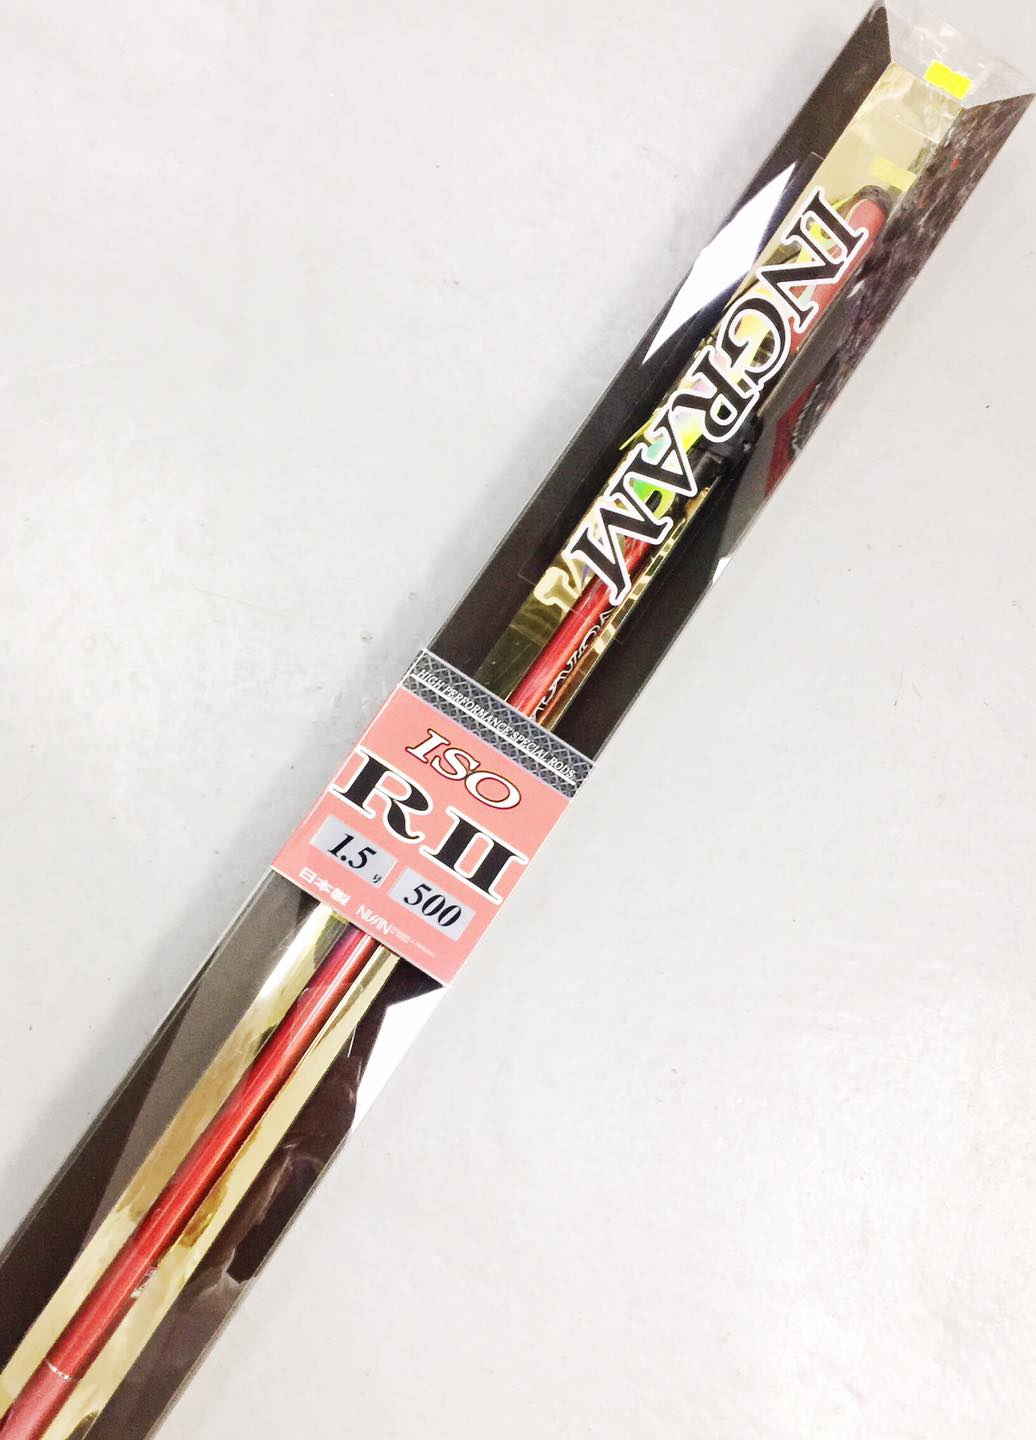 INGRAM
HIGH PERFORMANCE SPECIAL RODS
ISO
RII
1.5号 500
日本製 NISSIN